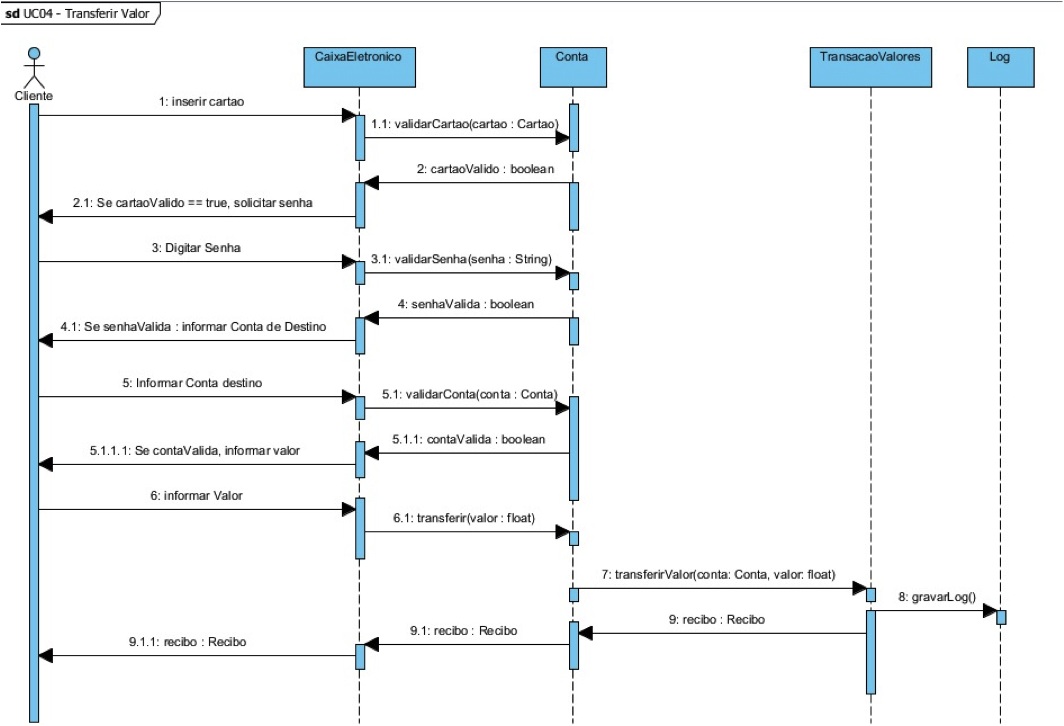 sd UC04 - Transferir Valor
CaixaEletronico
Conta
TransacaoValores
Log
Cliente
1: inserir cartao
1.1: validarCartao(cartao : Cartao)
2: cartaoValido : boolean
2.1: Se cartaoValido == true, solicitar senha
3: Digitar Senha
3.1: validarSenha(senha : String)
4: senhaValida : boolean
4.1: Se senhaValida : informar Conta de Destino
5: Informar Conta destino
5.1: validarConta(conta : Conta)
5.1.1: contaValida : boolean
5.1.1.1: Se contaValida, informar valor
6: informar Valor
6.1: transferir(valor : float)
7: transferirValor(conta: Conta, valor: float)
8: gravarLog()
9: recibo : Recibo
9.1: recibo : Recibo
9.1.1: recibo : Recibo